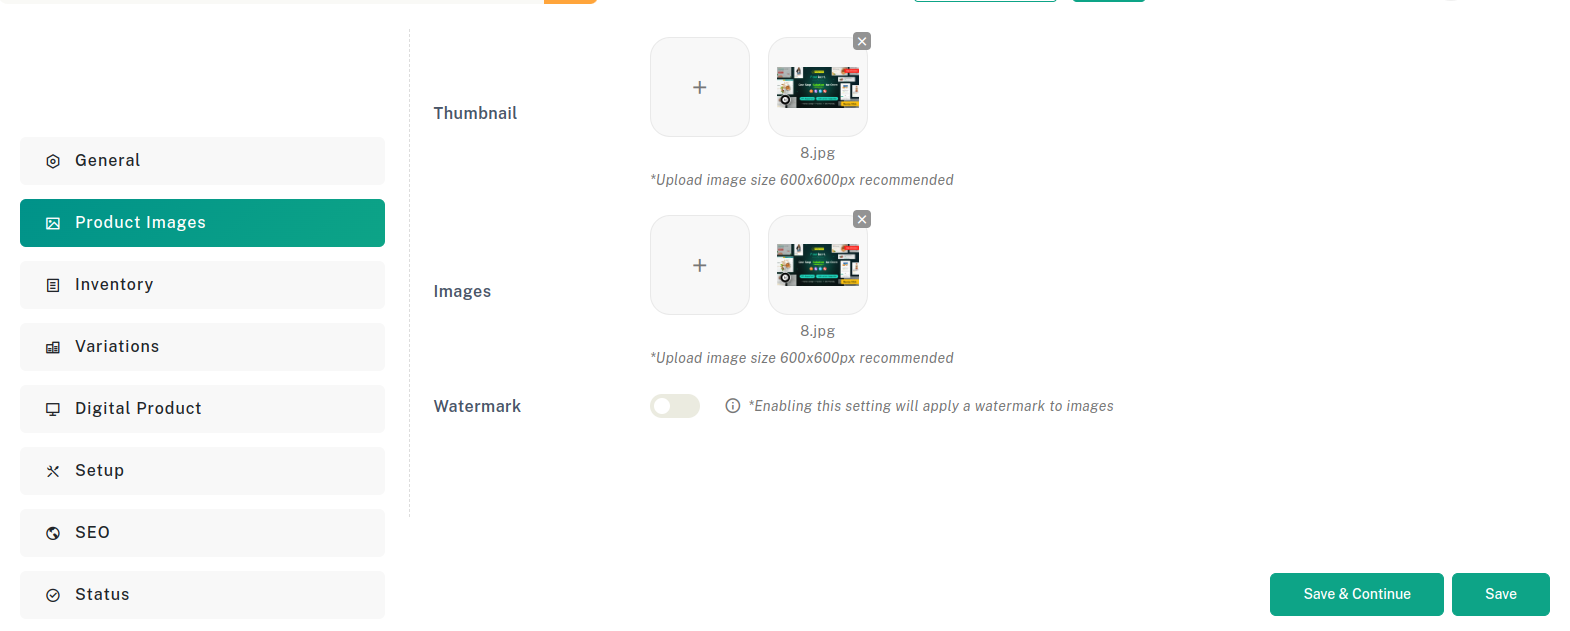 General
Product Images
Inventory
Variations
Digital Product
Setup
SEO
Status
Thumbnail
8.jpg
*Upload image size 600x600px recommended
Images
8.jpg
*Upload image size 600x600px recommended
Watermark
*Enabling this setting will apply a watermark to images
Save & Continue
Save